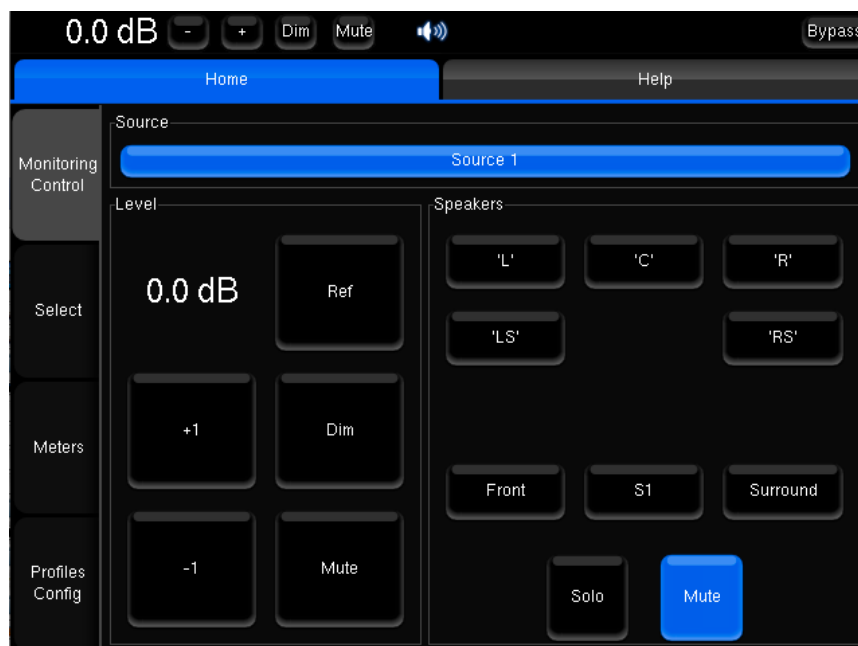 0.0 dB - + Dim Mute Bypass
Home Help
Source
Monitoring
Control
Source 1
Level
Speakers
'L' 'C' 'R'
0.0 dB Ref
Select
'LS' 'RS'
+1 Dim
Meters
Front S1 Surround
-1 Mute
Profiles
Config
Solo Mute